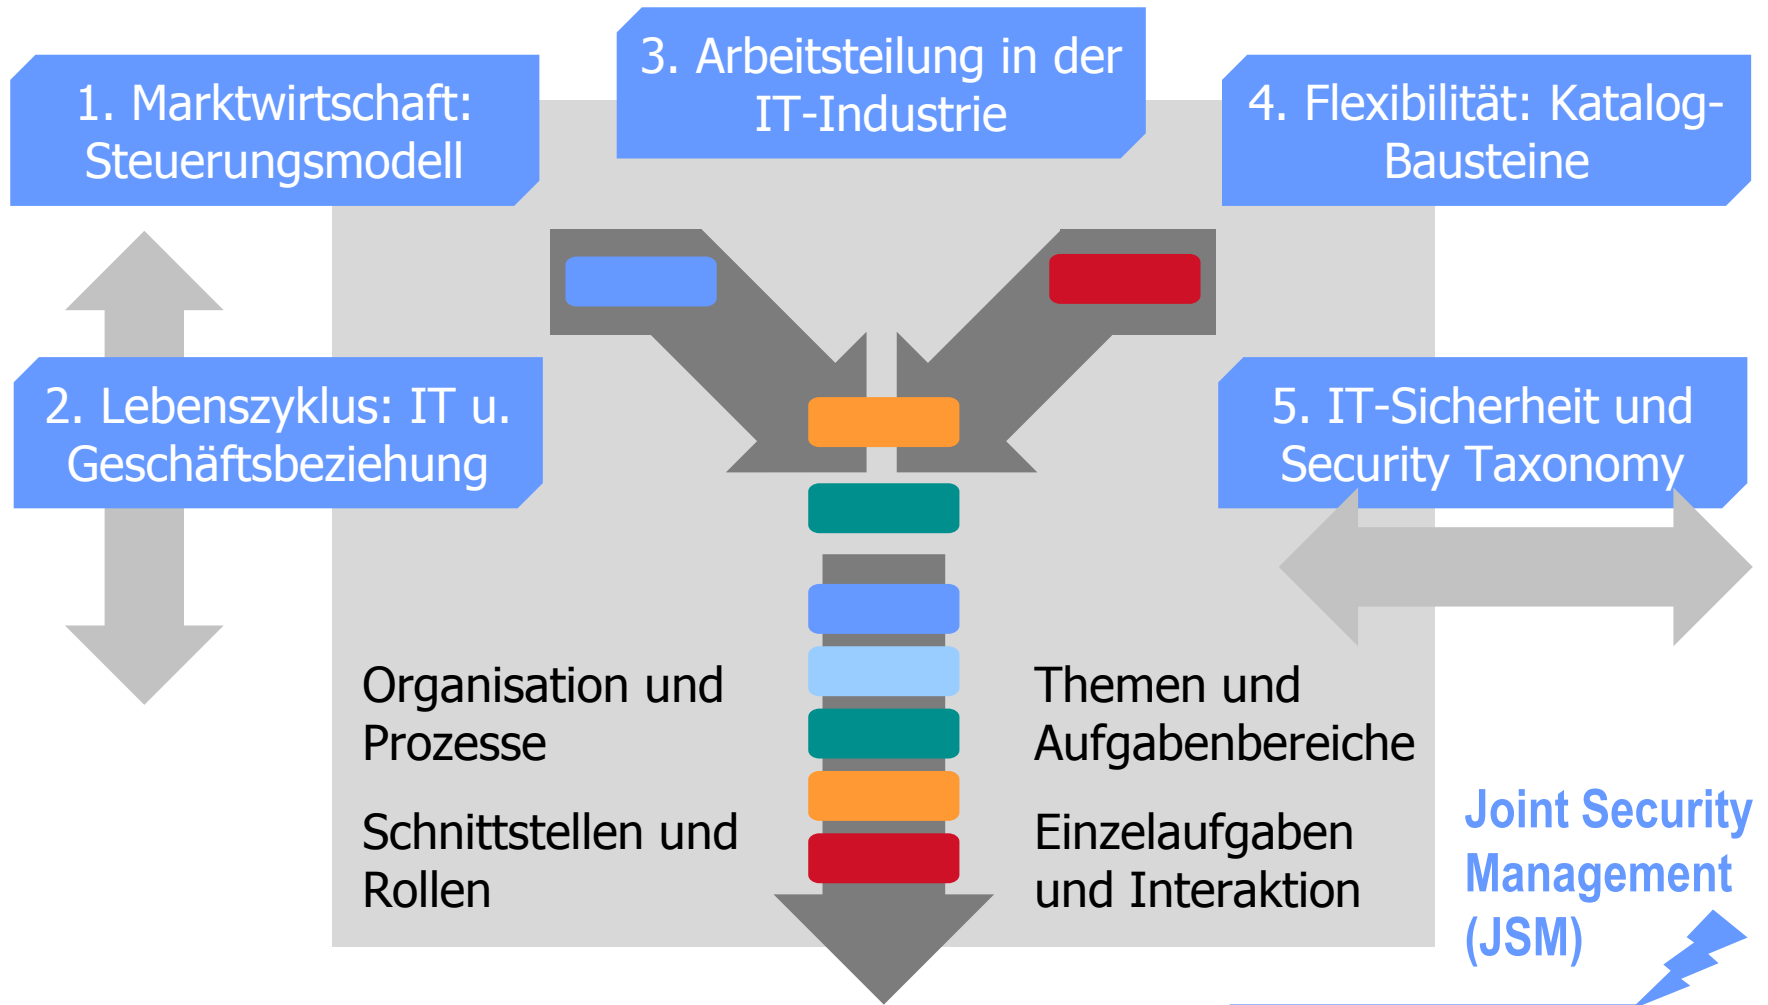 1. Marktwirtschaft:
Steuerungsmodell
2. Lebenszyklus: IT u.
Geschäftsbeziehung
3. Arbeitsteilung in der
IT-Industrie
4. Flexibilität: Katalog-
Bausteine
5. IT-Sicherheit und
Security Taxonomy
Organisation und
Prozesse
Schnittstellen und
Rollen
Themen und
Aufgabenbereiche
Einzelaufgaben
und Interaktion
Joint Security
Management
(JSM)